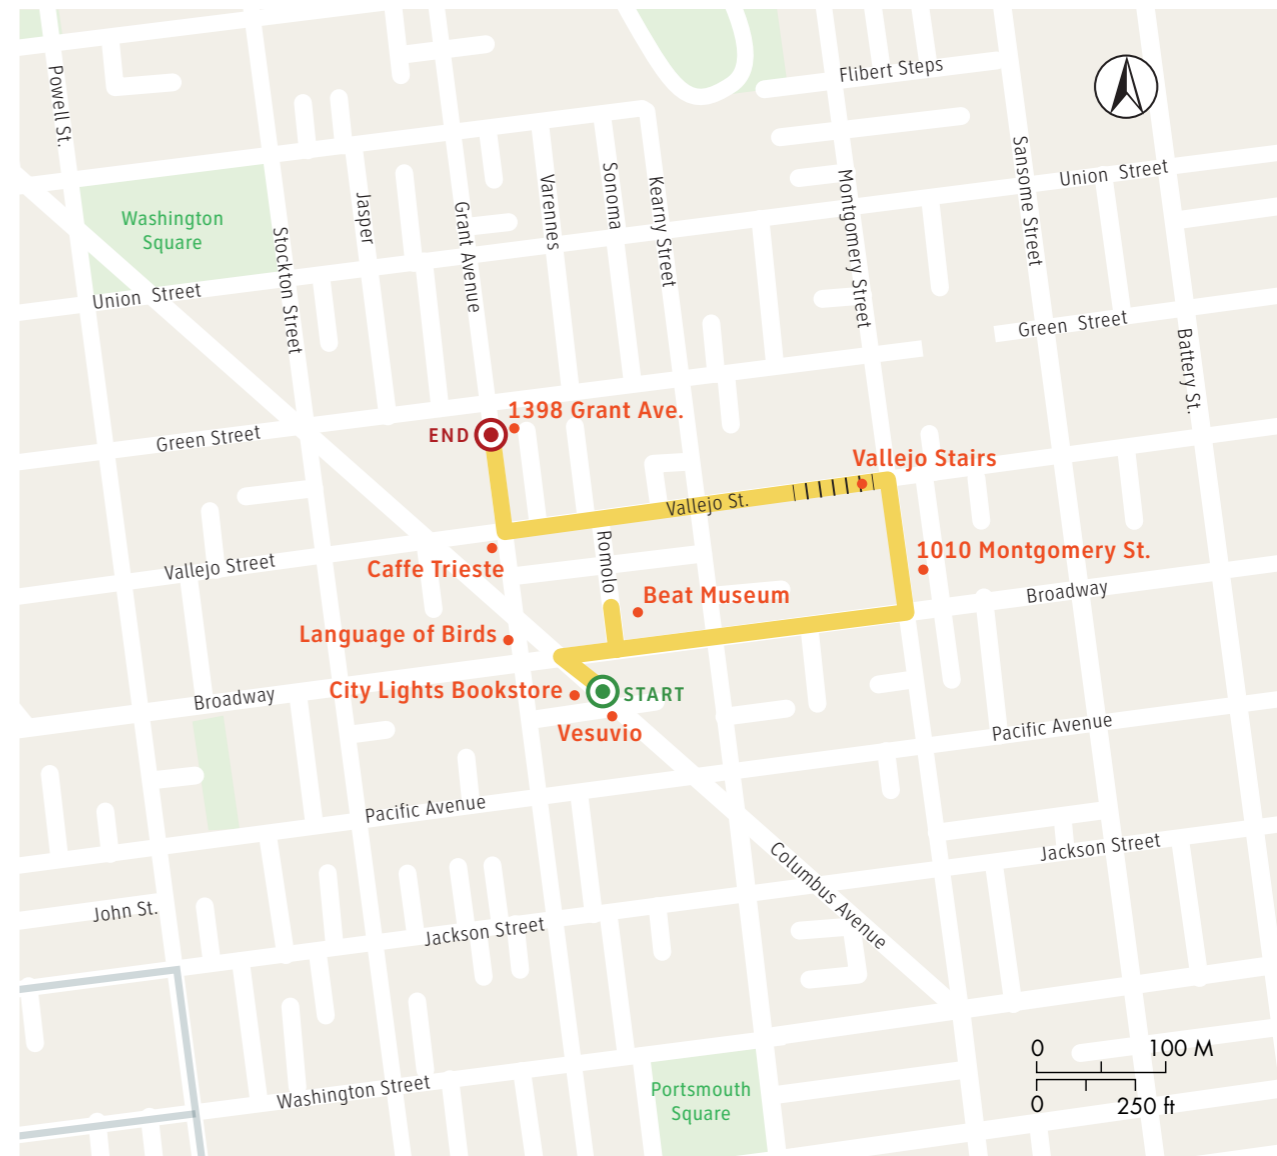 Powell St.
Flibert Steps
Union Street
Sansome Street
Washington
Square
Jasper
Grant Avenue
Varennes
Sonoma
Kearny Street
Montgomery Street
Stockton Street
Union Street
Green Street
Battery St.
1398 Grant Ave.
END
Green Street
Vallejo Stairs
Vallejo St.
Romolo
Caffe Trieste
Vallejo Street
1010 Montgomery St.
Beat Museum
Broadway
Language of Birds
City Lights Bookstore
START
Broadway
Vesuvio
Pacific Avenue
Pacific Avenue
Columbus Avenue
Jackson Street
John St.
Jackson Street
Washington Street
Portsmouth
Square
0 100 M
0 250 ft